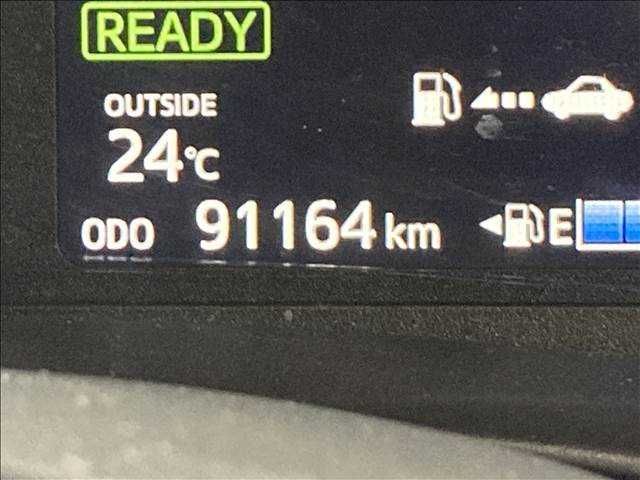 READY
OUTSIDE
24°C
ODO 91164 km
E